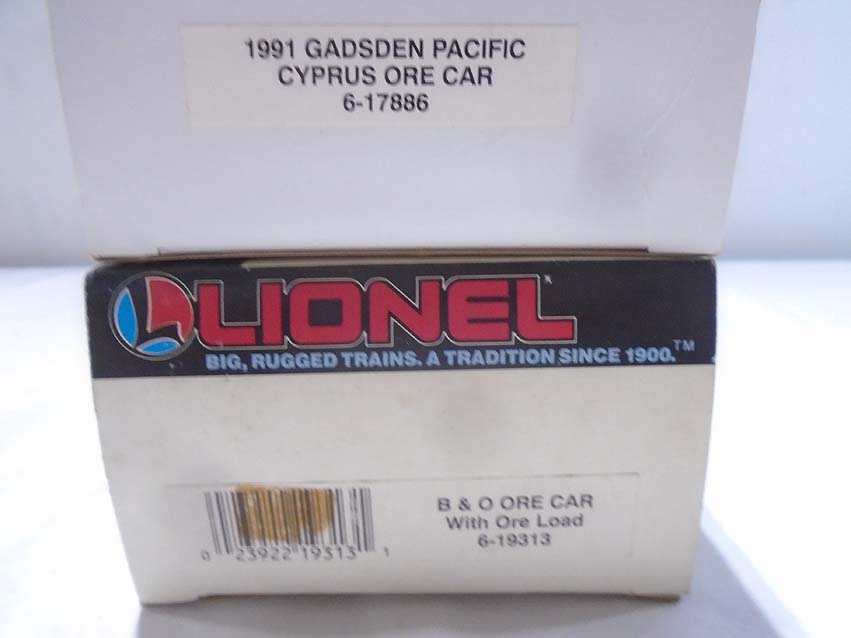 1991 GADSDEN PACIFIC
CYPRUS ORE CAR
6-17886
LIONEL
BIG, RUGGED TRAINS. A TRADITION SINCE 1900.™
B & O ORE CAR
With Ore Load
6-19313
0 23922 19313 1